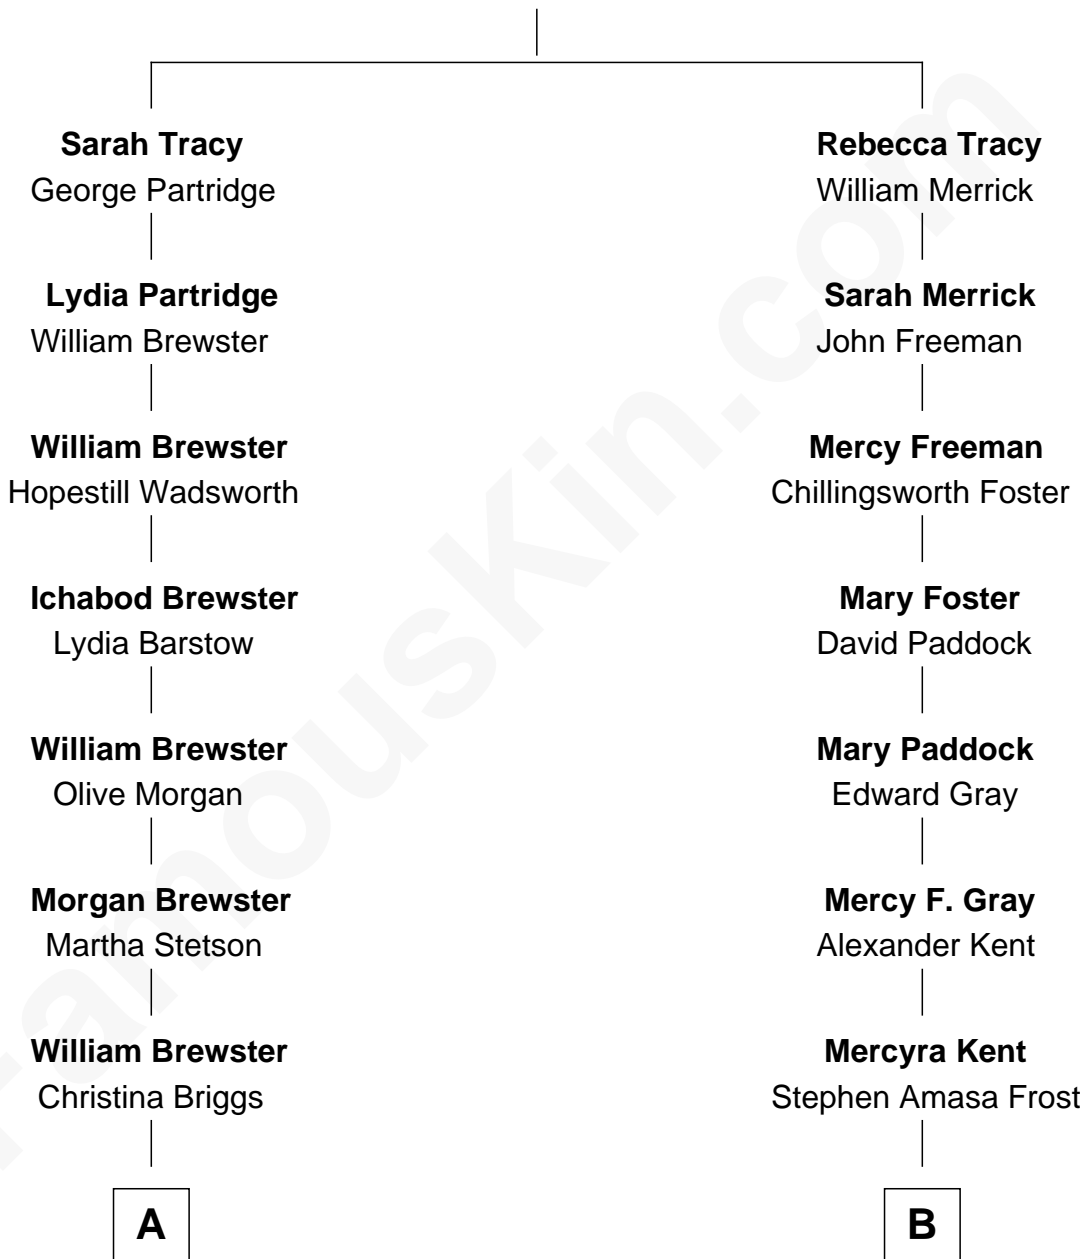 Sarah Tracy
George Partridge
Rebecca Tracy
William Merrick
Lydia Partridge
William Brewster
Sarah Merrick
John Freeman
William Brewster
Hopestill Wadsworth
Mercy Freeman
Chillingsworth Foster
Ichabod Brewster
Lydia Barstow
Mary Foster
David Paddock
William Brewster
Olive Morgan
Mary Paddock
Edward Gray
Morgan Brewster
Martha Stetson
Mercy F. Gray
Alexander Kent
William Brewster
Christina Briggs
Mercyra Kent
Stephen Amasa Frost
A
B
FamousKin.com